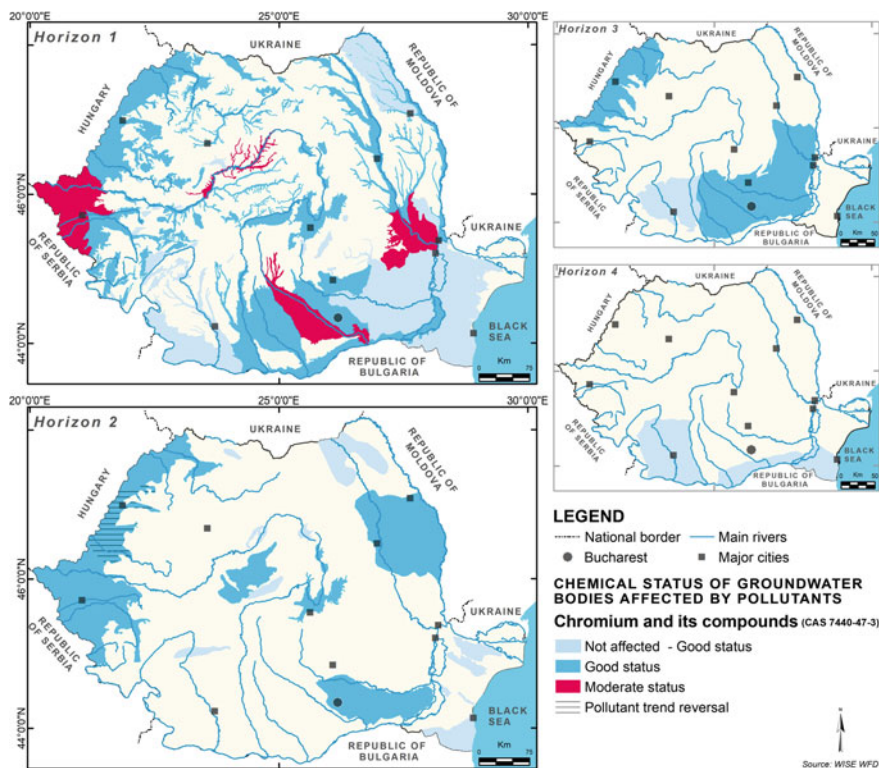 20°00'0"E
25°00'0"E
30°00'0"E
Horizon 1
UKRAINE
REPUBLIC OF MOLDOVA
HUNGARY
46°0'0"N
REPUBLIC OF SERBIA
UKRAINE
BLACK SEA
44°0'0"N
REPUBLIC OF BULGARIA
Km
0 75
Horizon 3
UKRAINE
REPUBLIC OF MOLDOVA
HUNGARY
UKRAINE
REPUBLIC OF SERBIA
BLACK SEA
REPUBLIC OF BULGARIA
Km
0 50
Horizon 4
UKRAINE
REPUBLIC OF MOLDOVA
HUNGARY
UKRAINE
REPUBLIC OF SERBIA
BLACK SEA
REPUBLIC OF BULGARIA
Km
0 50
20°00'0"E
25°00'0"E
30°00'0"E
Horizon 2
UKRAINE
REPUBLIC OF MOLDOVA
HUNGARY
46°0'0"N
REPUBLIC OF SERBIA
UKRAINE
BLACK SEA
44°0'0"N
REPUBLIC OF BULGARIA
Km
0 75
LEGEND
National border
Main rivers
Bucharest
Major cities
CHEMICAL STATUS OF GROUNDWATER
BODIES AFFECTED BY POLLUTANTS
Chromium and its compounds (CAS 7440-47-3)
Not affected - Good status
Good status
Moderate status
Pollutant trend reversal
N
Source: WISE WFD